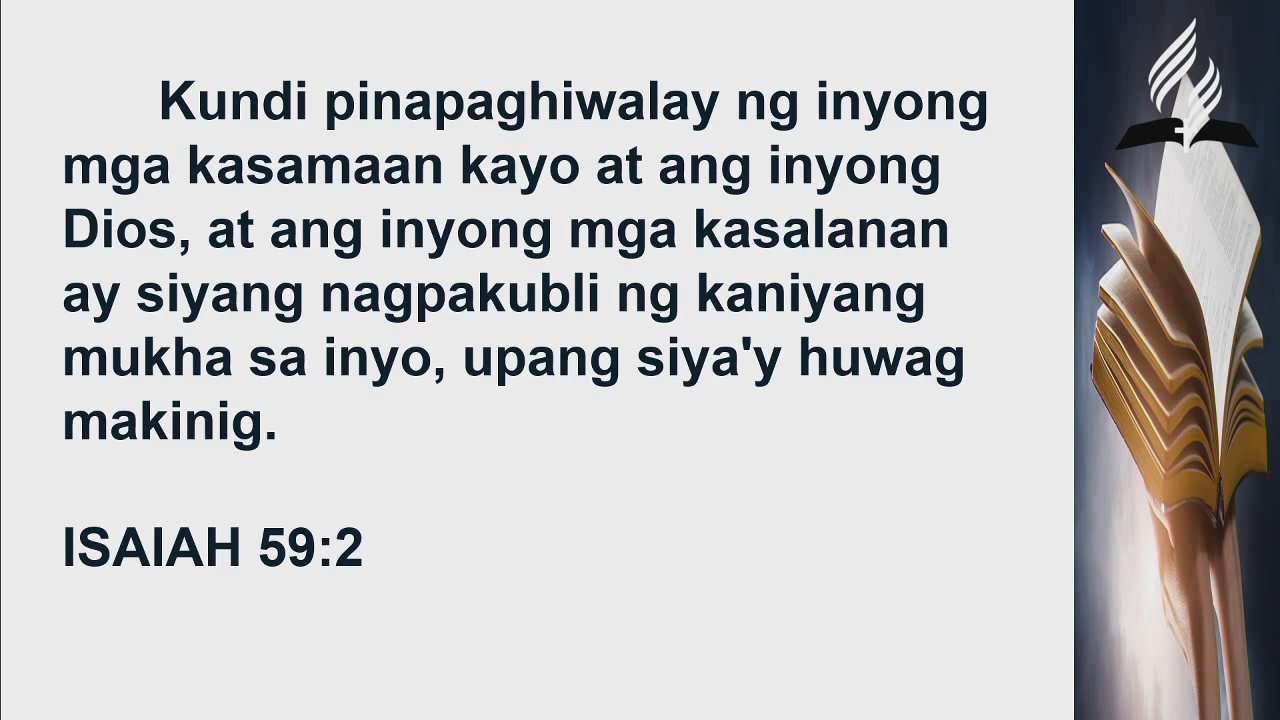 Kundi pinapaghiwalay ng inyong
mga kasamaan kayo at ang inyong
Dios, at ang inyong mga kasalanan
ay siyang nagpakubli ng kaniyang
mukha sa inyo, upang siya'y huwag
makinig.
ISAIAH 59:2